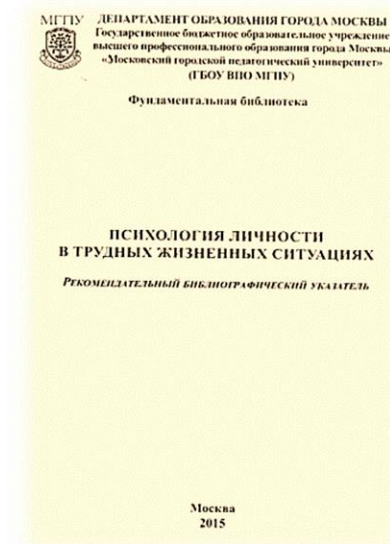 МГПУ
ДЕПАРТАМЕНТ ОБРАЗОВАНИЯ ГОРОДА МОСКВЫ
Государственное бюджетное образовательное учреждение
высшего профессионального образования города Москвы
«Московский городской педагогический университет»
(ГБОУ ВПО МГПУ)
Фундаментальная библиотека
ПСИХОЛОГИЯ ЛИЧНОСТИ
В ТРУДНЫХ ЖИЗНЕННЫХ СИТУАЦИЯХ
РЕКОМЕНДАТЕЛЬНЫЙ БИБЛИОГРАФИЧЕСКИЙ УКАЗАТЕЛЬ
Москва
2015